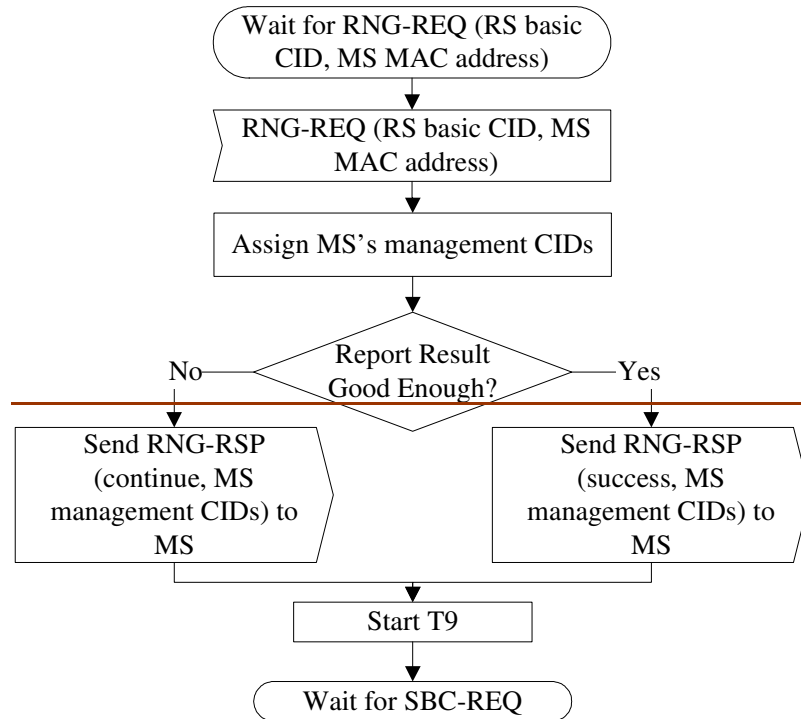 Wait for RNG-REQ (RS basic
CID, MS MAC address)
RNG-REQ (RS basic CID, MS
MAC address)
Assign MS’s management CIDs
Report Result
Good Enough?
No
Yes
Send RNG-RSP
(continue, MS
management CIDs) to
MS
Send RNG-RSP
(success, MS
management CIDs) to
MS
Start T9
Wait for SBC-REQ